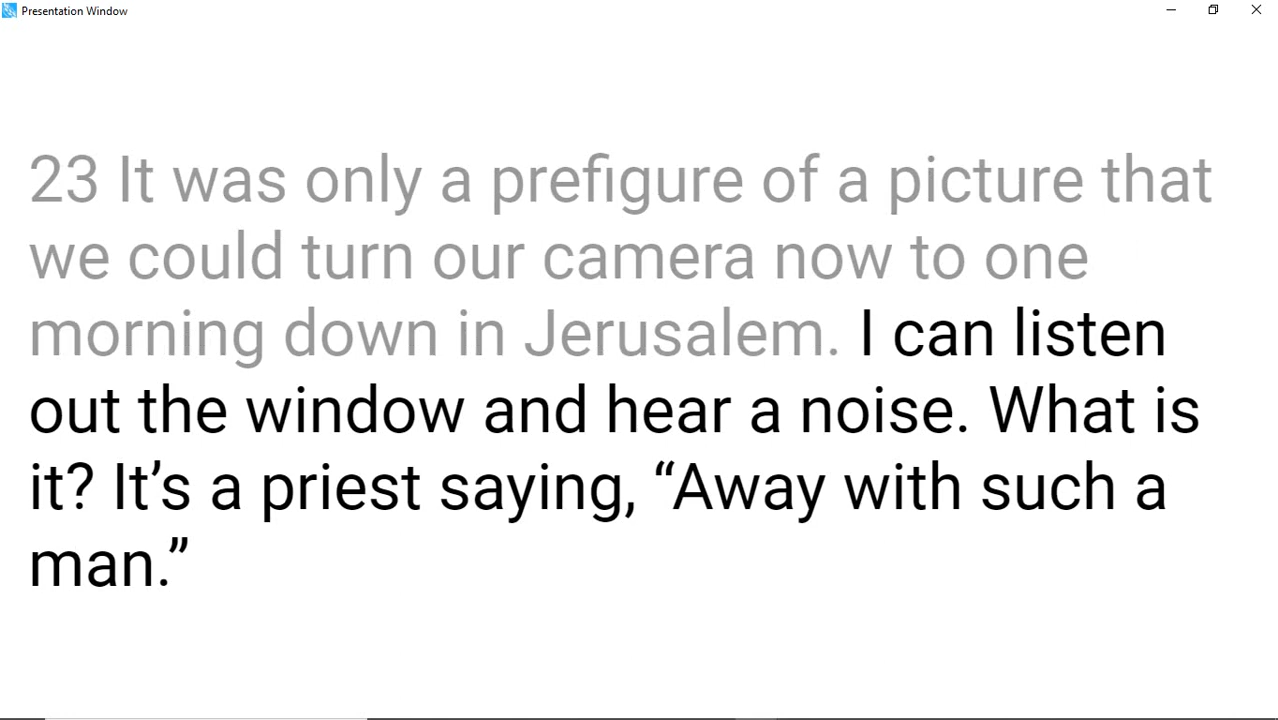 Presentation Window
23 It was only a prefigure of a picture that
we could turn our camera now to one
morning down in Jerusalem. I can listen
out the window and hear a noise. What is
it? It’s a priest saying, “Away with such a
man.”